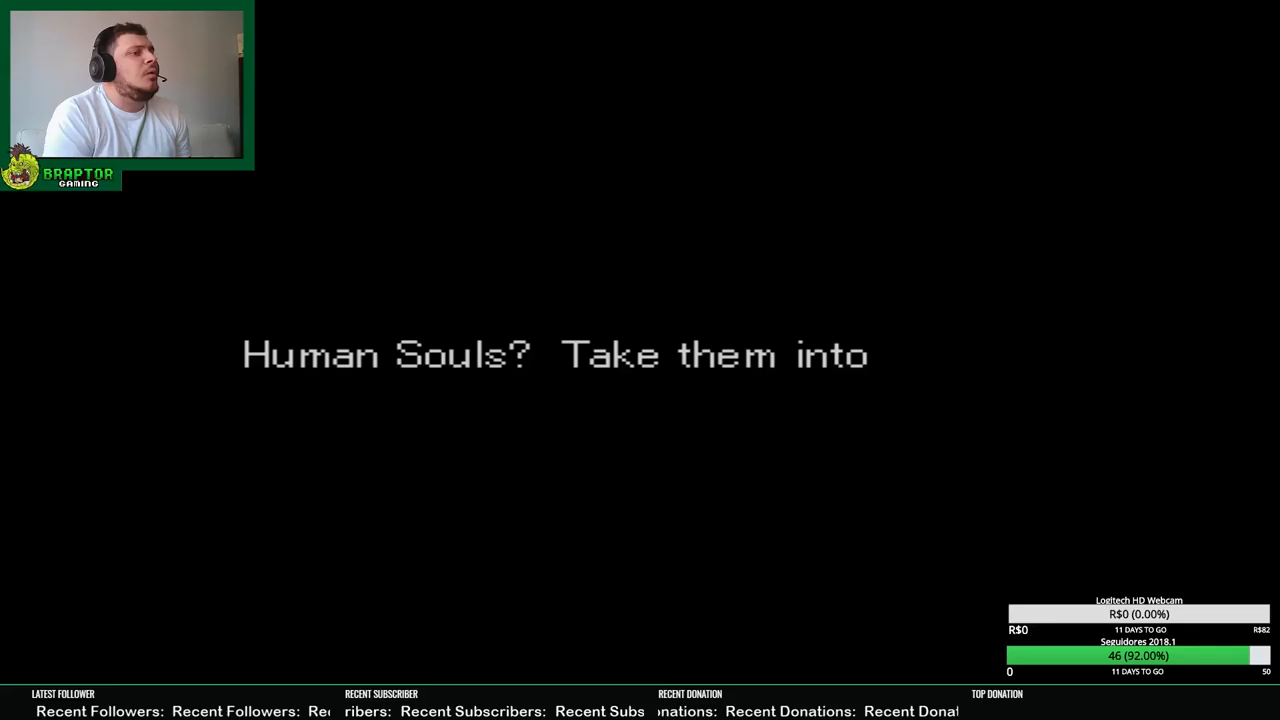 BRAPTOR
GAMING
Human Souls?  Take them into
Logitech HD Webcam
R$0 (0.00%)
R$0
11 DAYS TO GO
R$82
Seguidores 2018.1
46 (92.00%)
0
11 DAYS TO GO
50
LATEST FOLLOWER
RECENT SUBSCRIBER
RECENT DONATION
TOP DONATION
Recent Followers: Recent Followers: Rec
ribers: Recent Subscribers: Recent Subs
onations: Recent Donations: Recent Donat